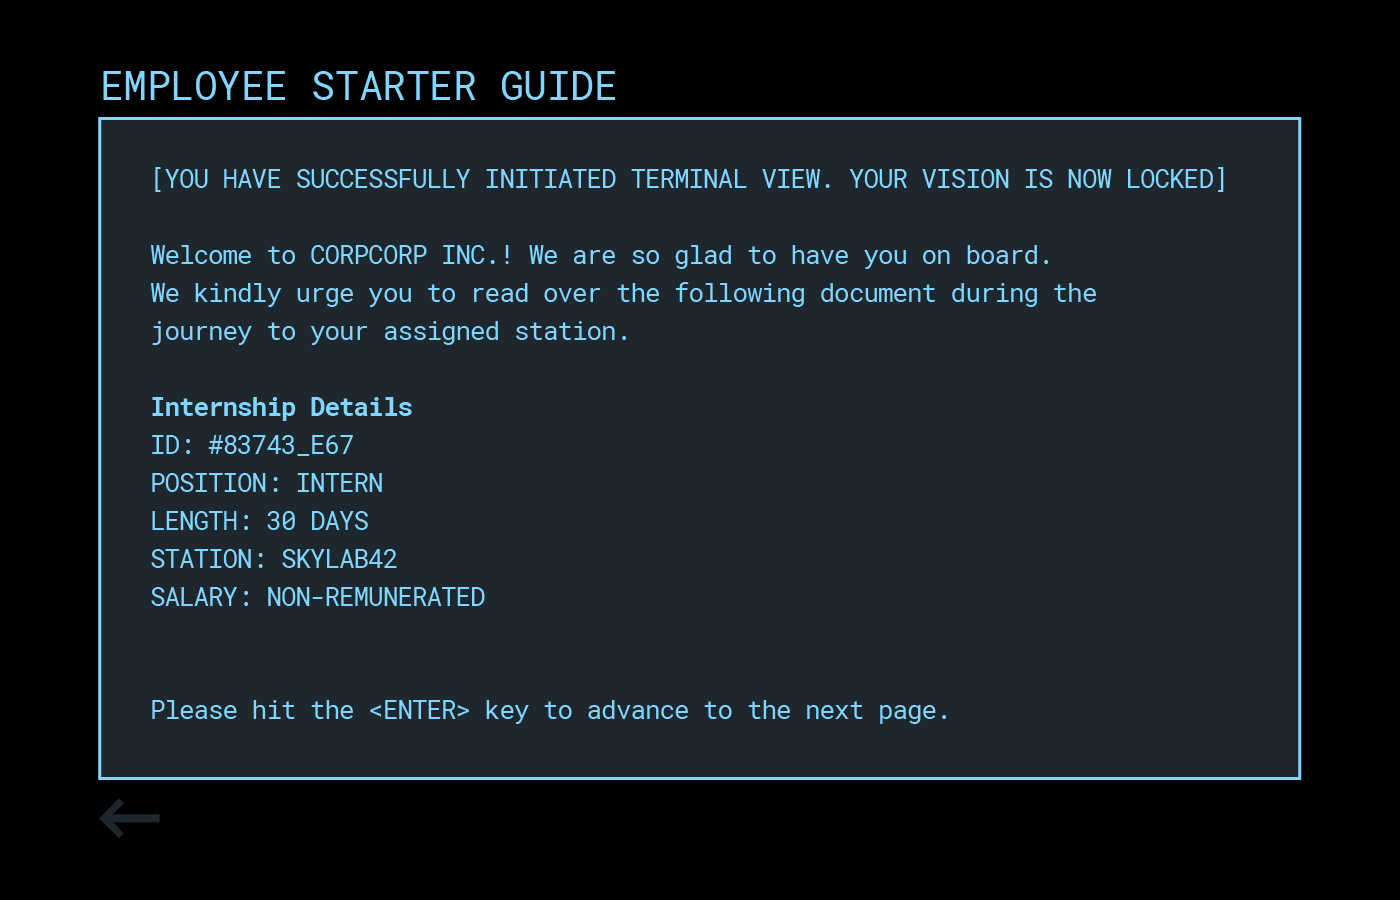 EMPLOYEE STARTER GUIDE
[YOU HAVE SUCCESSFULLY INITIATED TERMINAL VIEW. YOUR VISION IS NOW LOCKED]
Welcome to CORPCORP INC.! We are so glad to have you on board.
We kindly urge you to read over the following document during the
journey to your assigned station.
Internship Details
ID: #83743_E67
POSITION: INTERN
LENGTH: 30 DAYS
STATION: SKYLAB42
SALARY: NON-REMUNERATED
Please hit the <ENTER> key to advance to the next page.